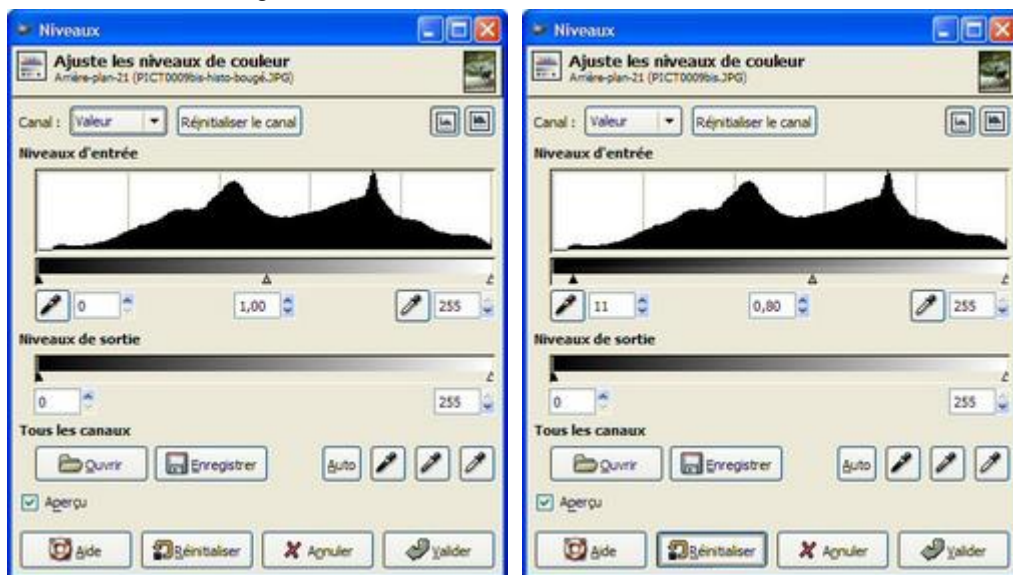 Niveaux
Ajuste les niveaux de couleur
Arrière-plan-21 (PICT0009bis-histo-bougé.JPG)
Canal : Valeur Réinitialiser le canal
Niveaux d'entrée
0 1,00 255
Niveaux de sortie
0 255
Tous les canaux
Ouvrir Enregistrer Auto
Aperçu
Aide Réinitialiser Annuler Valider
Niveaux
Ajuste les niveaux de couleur
Arrière-plan-21 (PICT0009bis.JPG)
Canal : Valeur Réinitialiser le canal
Niveaux d'entrée
11 0,80 255
Niveaux de sortie
0 255
Tous les canaux
Ouvrir Enregistrer Auto
Aperçu
Aide Réinitialiser Annuler Valider